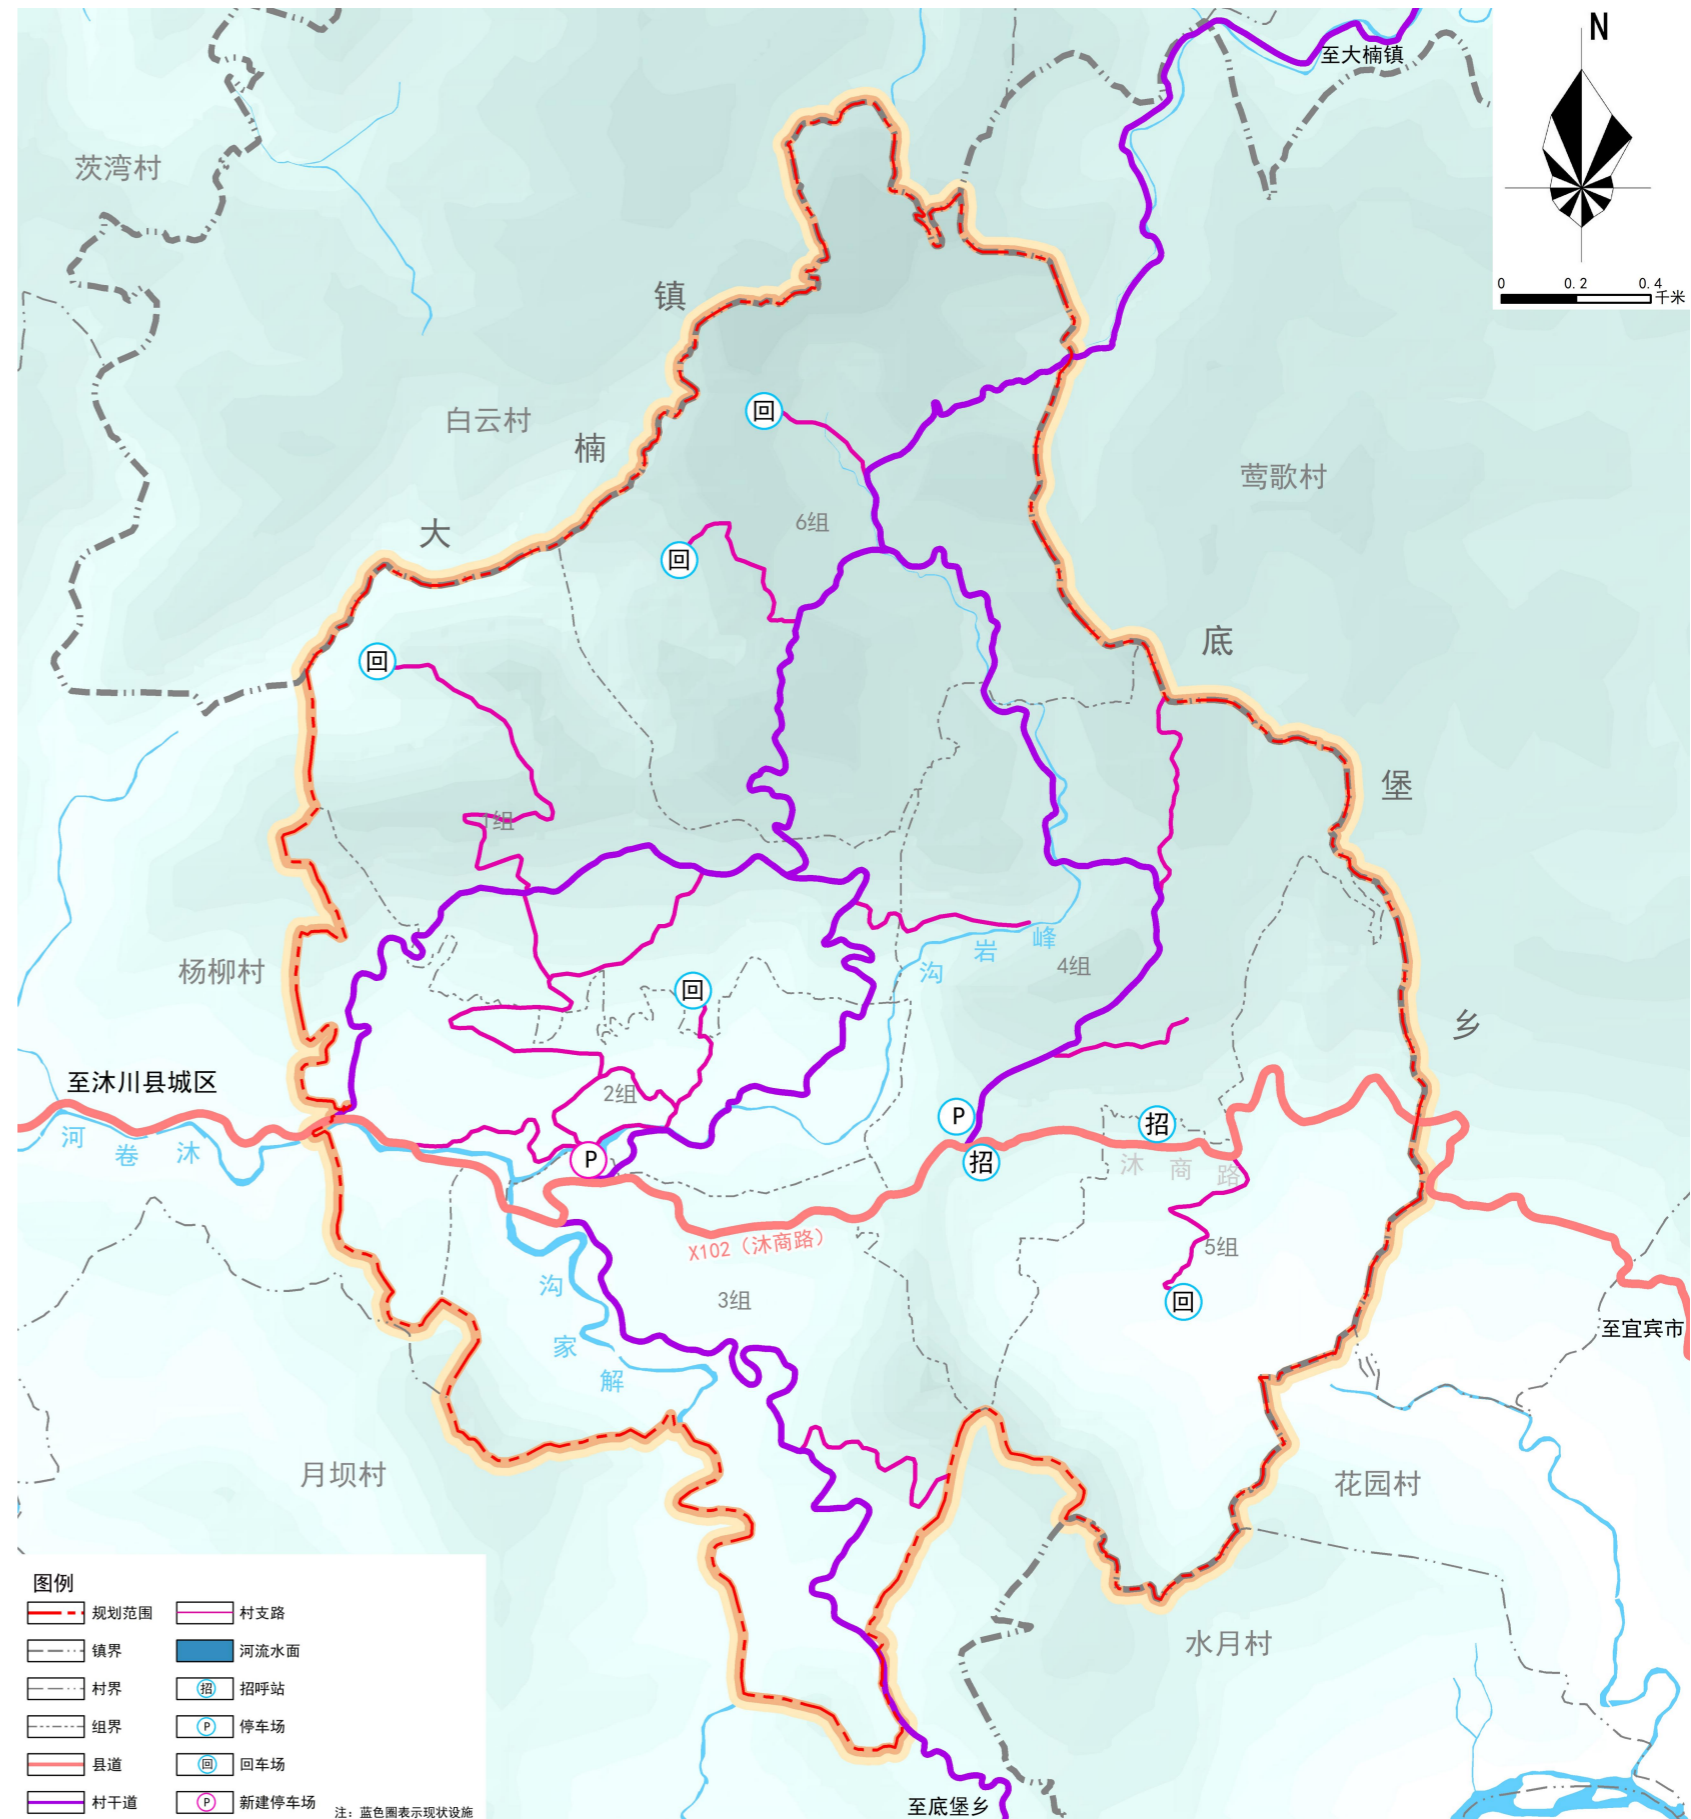 至大楠镇
N
0 0.2 0.4
千米
茨湾村
镇
白云村
楠
莺歌村
大
6组
底
堡
1组
杨柳村
沟 岩 峰
4组
乡
至沐川县城区
2组
河 卷 沐
P
招
P
招
沐 商 路
X102（沐商路）
5组
沟
家
解
3组
至宜宾市
回
回
回
回
回
月坝村
花园村
水月村
至底堡乡
图例
规划范围
村支路
镇界
河流水面
村界
招 招呼站
组界
P 停车场
县道
回 回车场
村干道
P 新建停车场
注：蓝色圈表示现状设施